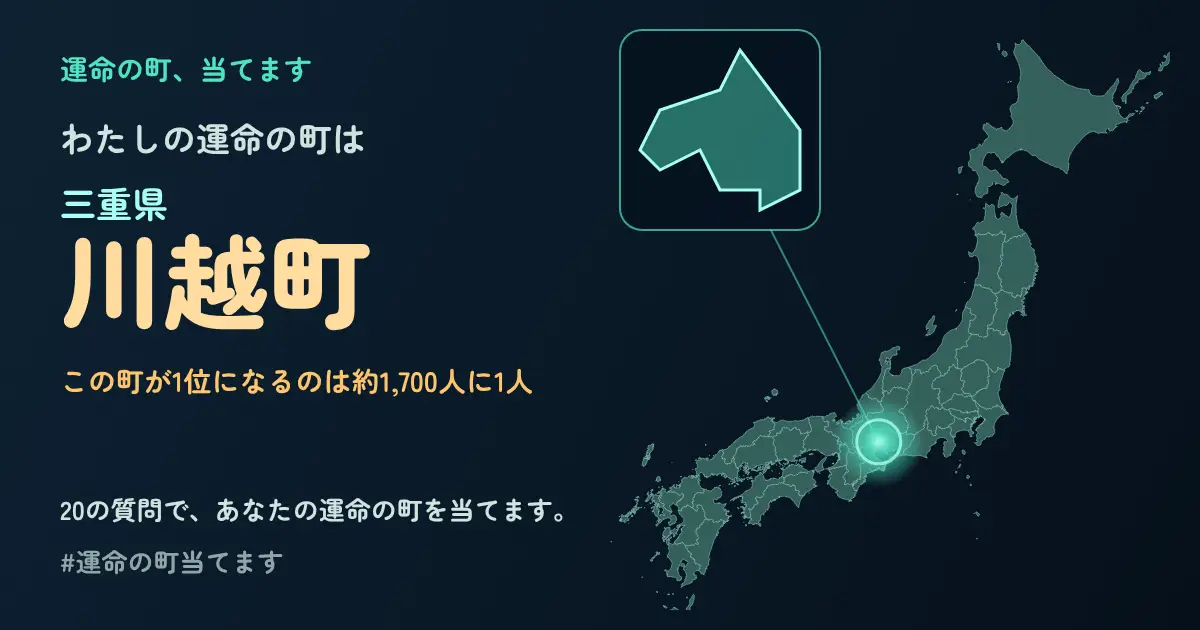 運命の町、当てます
わたしの運命の町は
三重県
川越町
この町が1位になるのは約1,700人に1人
20の質問で、あなたの運命の町を当てます。
#運命の町当てます